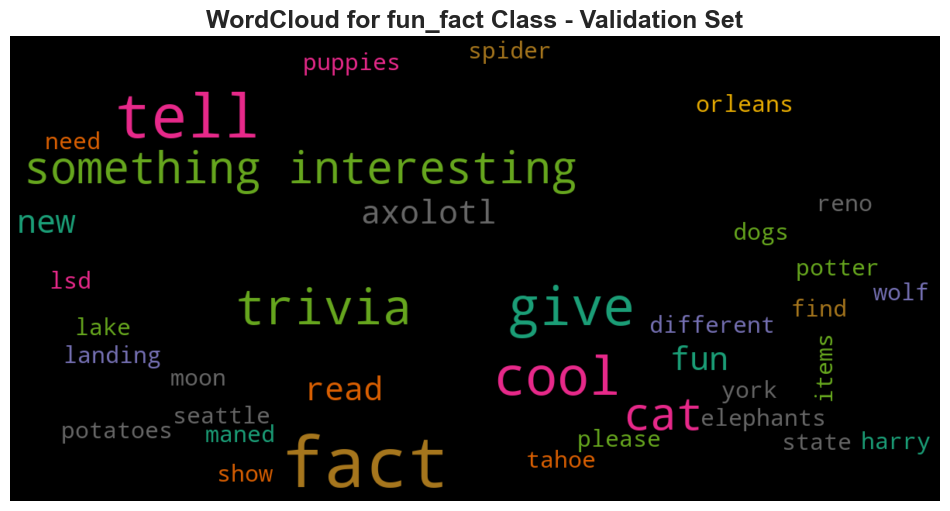 WordCloud for fun_fact Class - Validation Set
spider
puppies
orleans
tell
need
something interesting
axolotl
new
reno
dogs
potter
lsd
wolf
trivia
give
find
lake
different
landing
fun
items
moon
read
cool
york
seattle
cat
elephants
potatoes
maned
please
state
harry
show
fact
tahoe